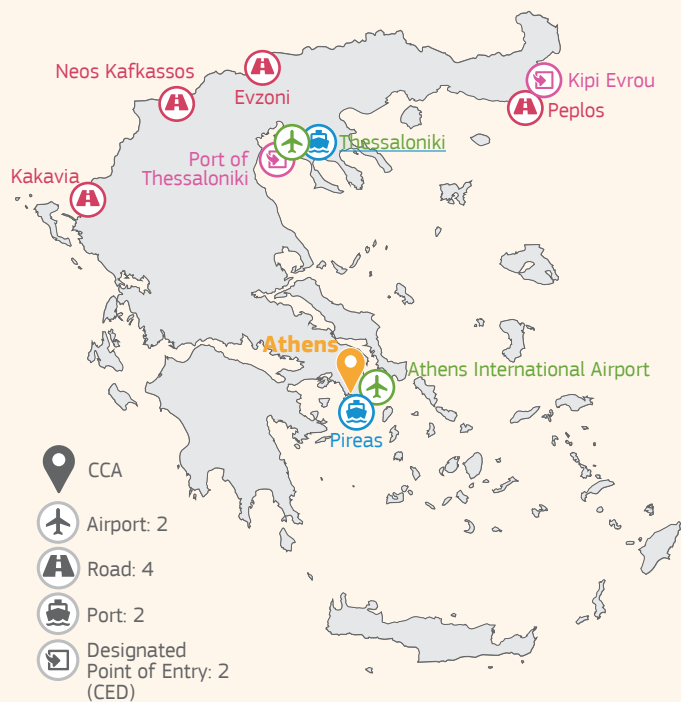 Neos Kafkassos
Evzoni
Kipi Evrou
Peplos
Thessaloniki
Port of
Thessaloniki
Kakavia
Athens
Athens International Airport
Pireas
CCA
Airport: 2
Road: 4
Port: 2
Designated
Point of Entry: 2
(CED)